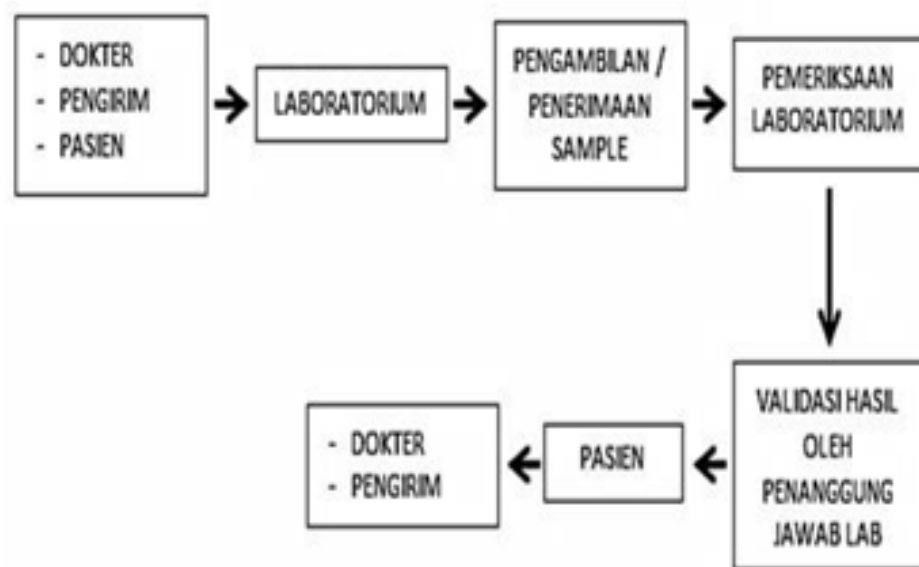 - DOKTER
- PENGIRIM
- PASIEN
LABORATORIUM
PENGAMBILAN /
PENERIMAAN
SAMPLE
PEMERIKSAAN
LABORATORIUM
VALIDASI HASIL
OLEH
PENANGGUNG
JAWAB LAB
PASIEN
- DOKTER
- PENGIRIM